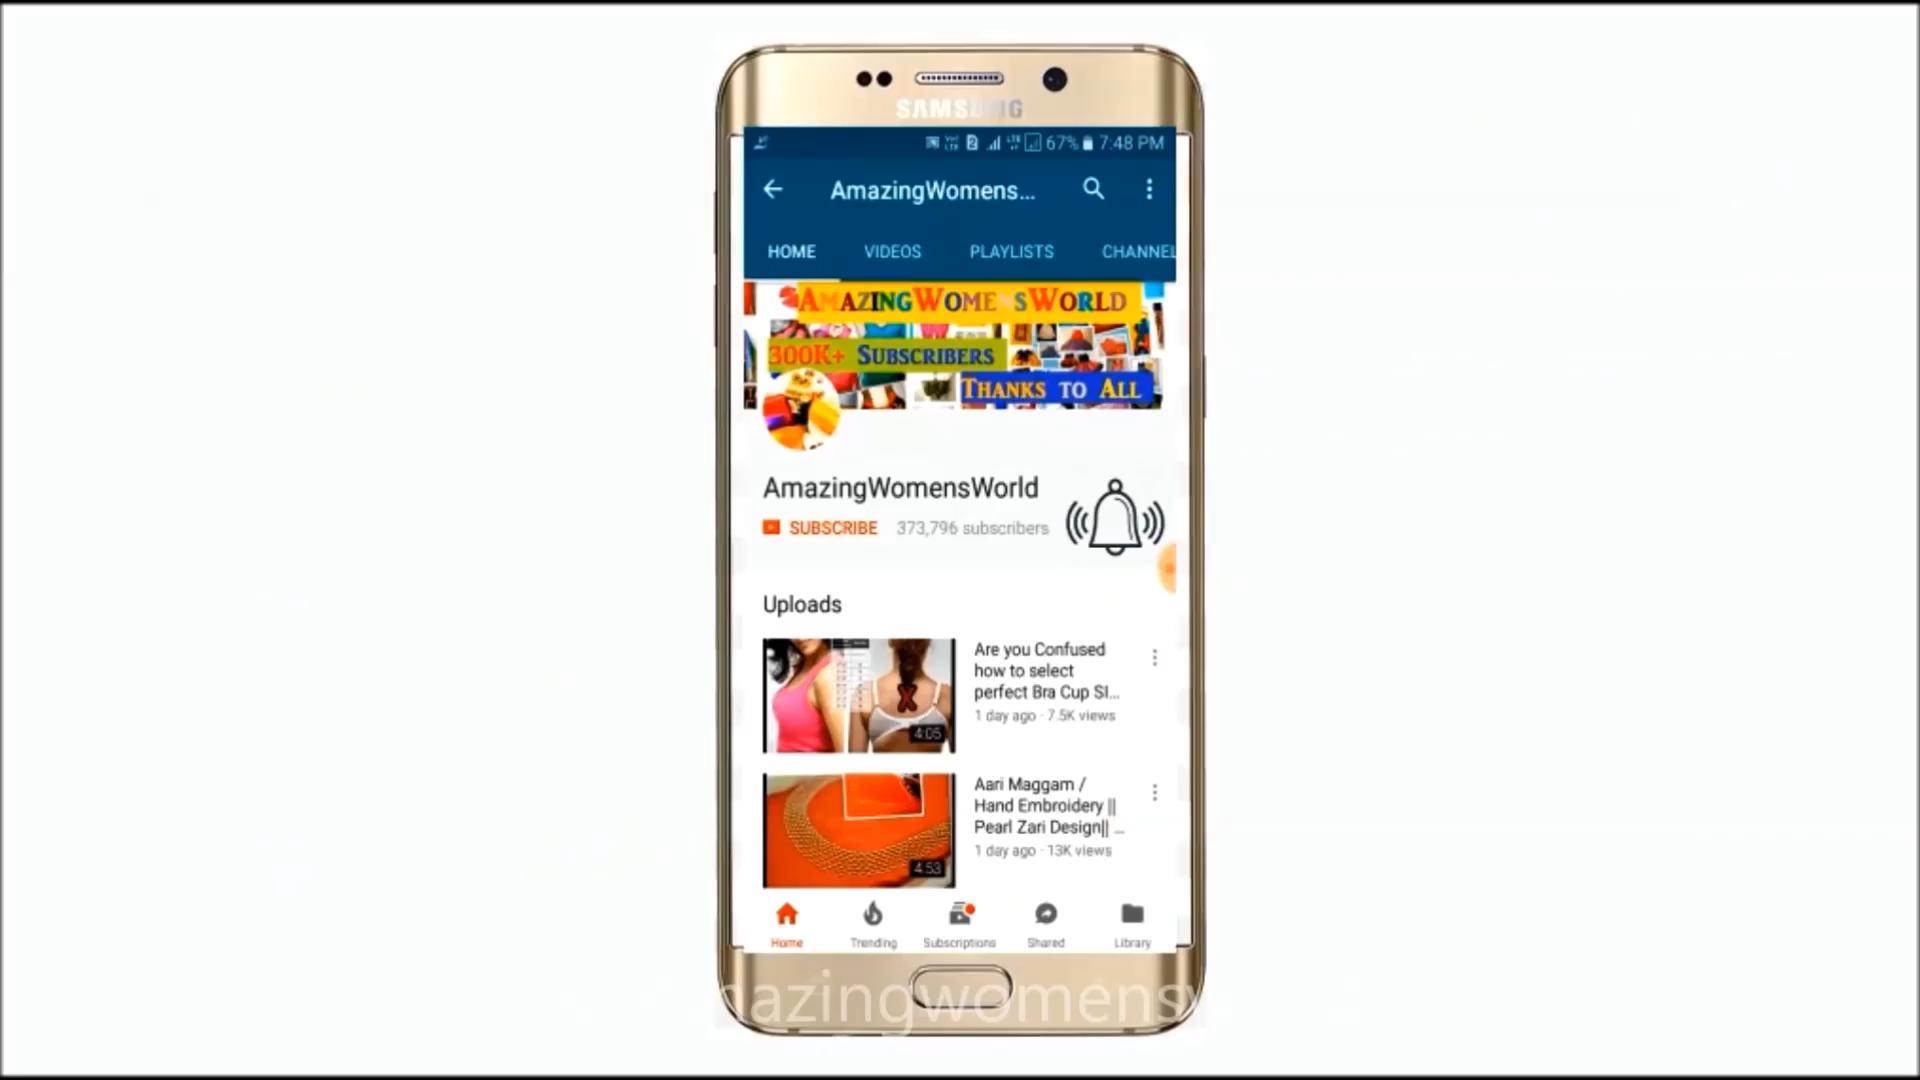 SAMSUNG
67% 7:48 PM
AmazingWomens...
HOME VIDEOS PLAYLISTS CHANNEL
AmazingWomensWorld
300K+ Subscribers
Thanks to All
AmazingWomensWorld
SUBSCRIBE 373,796 subscribers
Uploads
Are you Confused
how to select
perfect Bra Cup SI...
1 day ago · 7.5K views
4:05
Aari Maggam /
Hand Embroidery ||
Pearl Zari Design|| ...
1 day ago · 13K views
4:53
Home Trending Subscriptions Shared Library
mazingwomensw